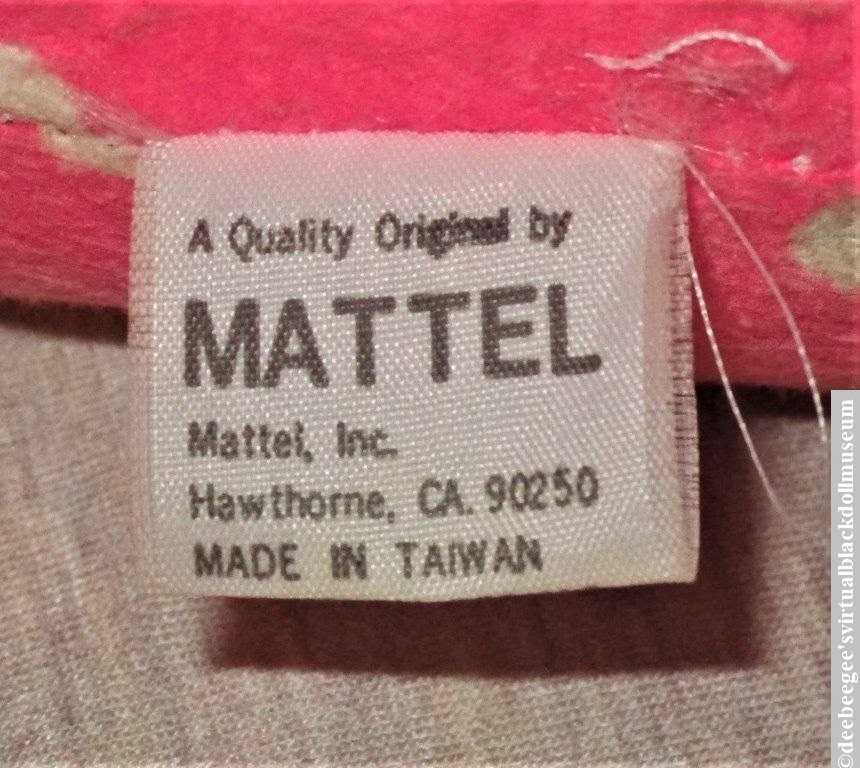 A Quality Original by
MATTEL
Mattel, Inc.
Hawthorne, CA. 90250
MADE IN TAIWAN
©deebeegee'svirtualblackdollmuseum